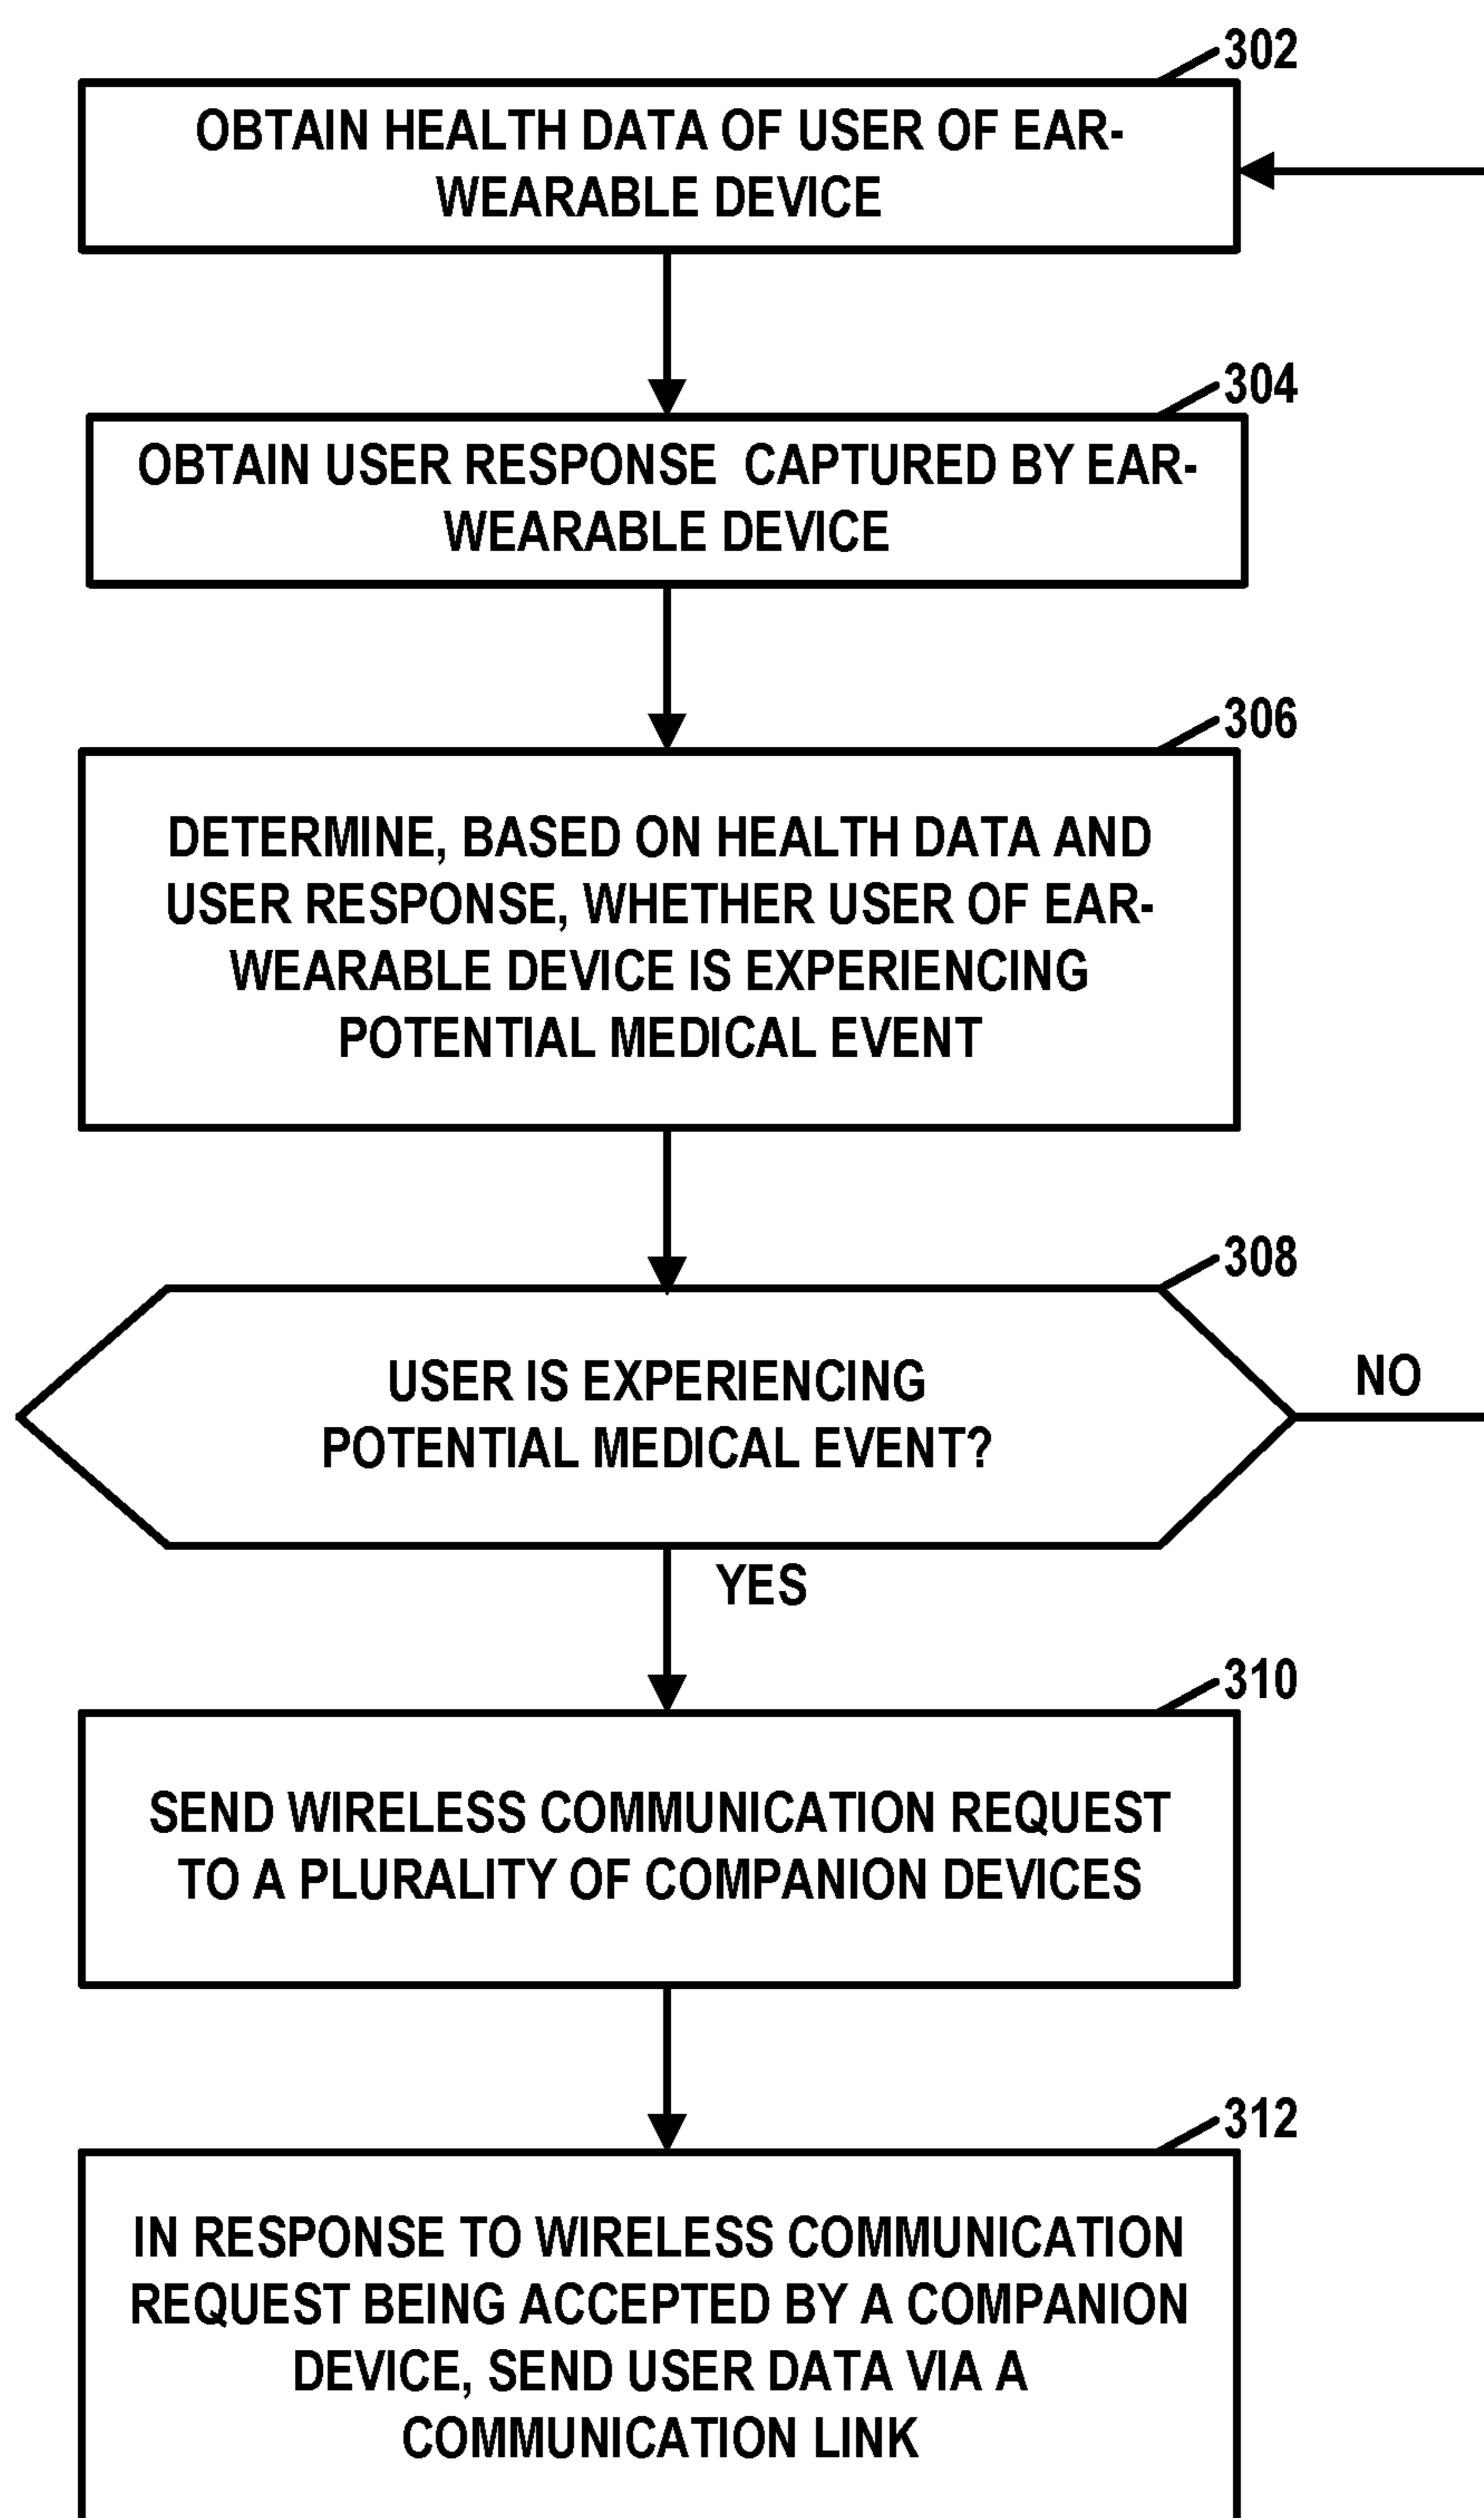 302
OBTAIN HEALTH DATA OF USER OF EAR-
WEARABLE DEVICE
304
OBTAIN USER RESPONSE CAPTURED BY EAR-
WEARABLE DEVICE
306
DETERMINE, BASED ON HEALTH DATA AND
USER RESPONSE, WHETHER USER OF EAR-
WEARABLE DEVICE IS EXPERIENCING
POTENTIAL MEDICAL EVENT
308
USER IS EXPERIENCING
POTENTIAL MEDICAL EVENT?
NO
YES
310
SEND WIRELESS COMMUNICATION REQUEST
TO A PLURALITY OF COMPANION DEVICES
312
IN RESPONSE TO WIRELESS COMMUNICATION
REQUEST BEING ACCEPTED BY A COMPANION
DEVICE, SEND USER DATA VIA A
COMMUNICATION LINK